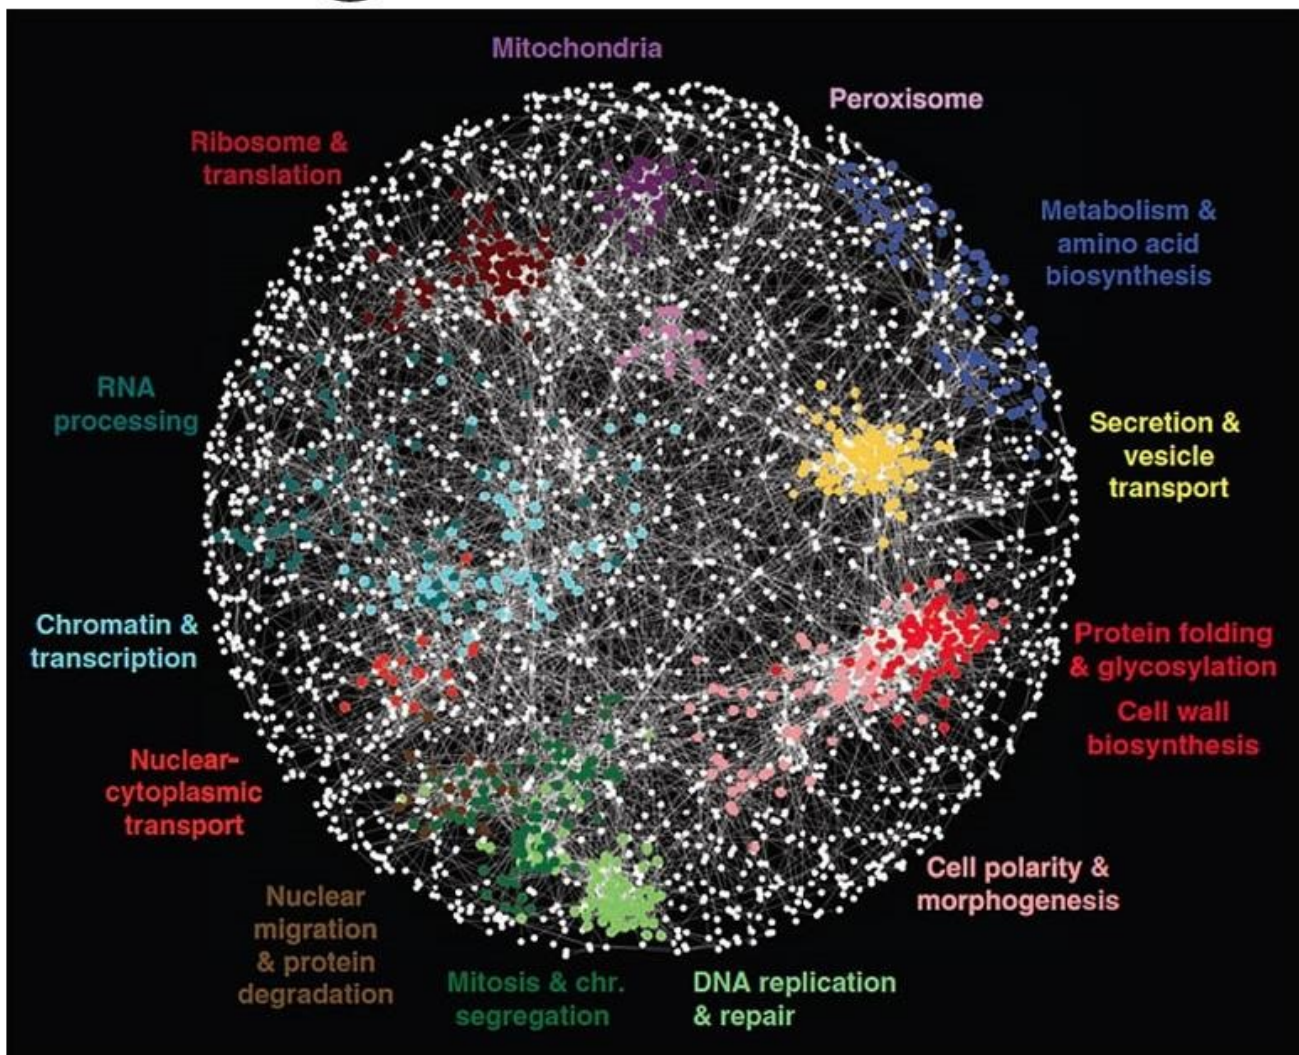 Mitochondria
Peroxisome
Ribosome &
translation
Metabolism &
amino acid
biosynthesis
RNA
processing
Secretion &
vesicle
transport
Chromatin &
transcription
Protein folding
& glycosylation
Cell wall
biosynthesis
Nuclear-
cytoplasmic
transport
Cell polarity &
morphogenesis
Nuclear
migration
& protein
degradation
Mitosis & chr.
segregation
DNA replication
& repair